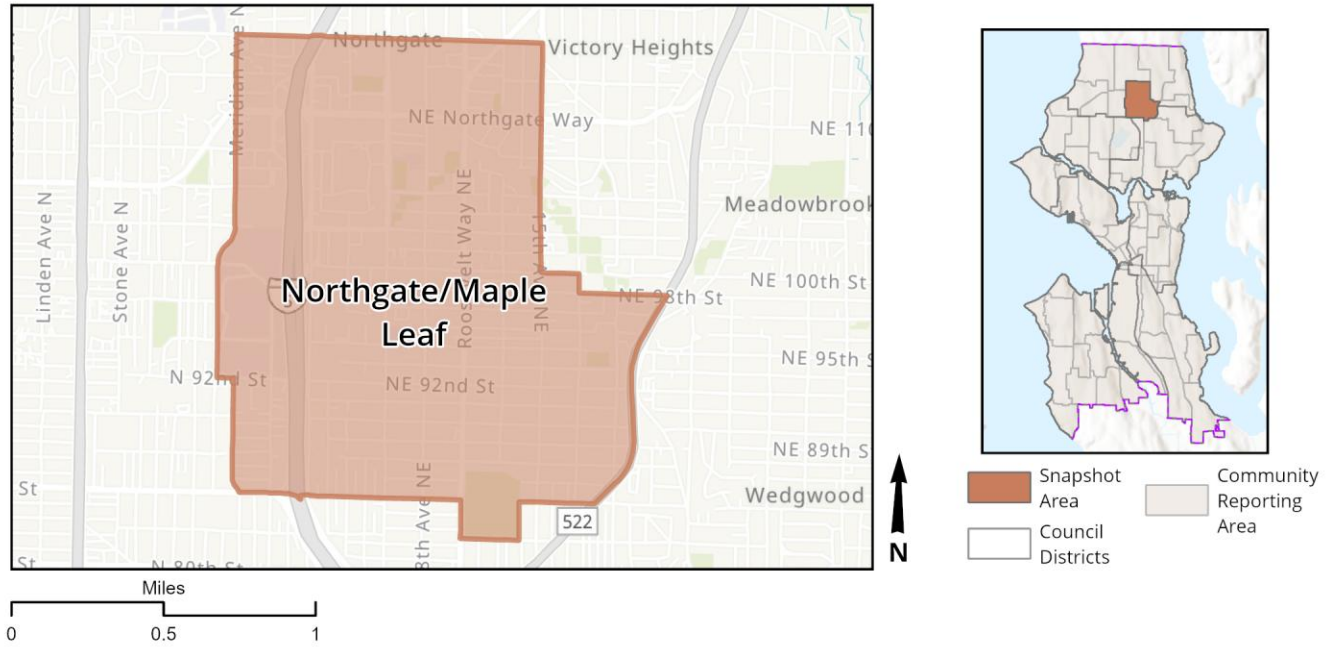 Northgate
Victory Heights
Meridian Ave N
NE Northgate Way
NE 110
Linden Ave N
Stone Ave N
Roosevelt Way NE
15th Ave NE
Meadowbrook
NE 100th St
Northgate/Maple
Leaf
NE 98th St
NE 95th S
N 92nd St
NE 92nd St
NE 89th S
St
8th Ave NE
Wedgwood
522
St
N 80th St
N
Miles
0 0.5 1
Snapshot
Area
Council
Districts
Community
Reporting
Area